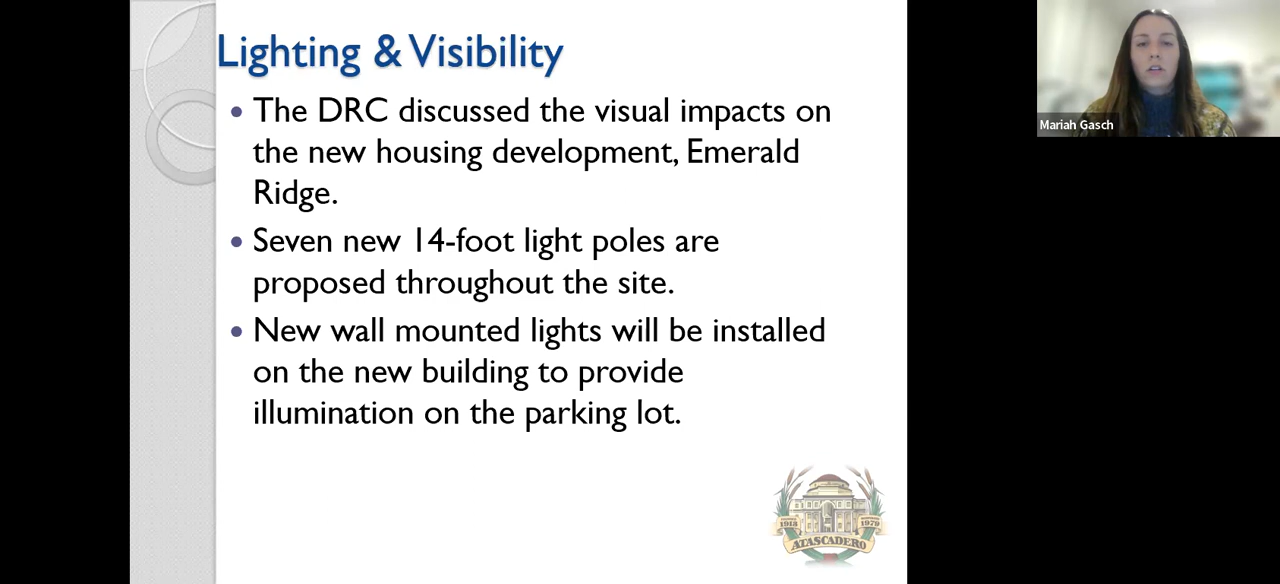 Lighting & Visibility
The DRC discussed the visual impacts on
the new housing development, Emerald
Ridge.
Seven new 14-foot light poles are
proposed throughout the site.
New wall mounted lights will be installed
on the new building to provide
illumination on the parking lot.
Mariah Gasch
1913
1979
ATASCADERO